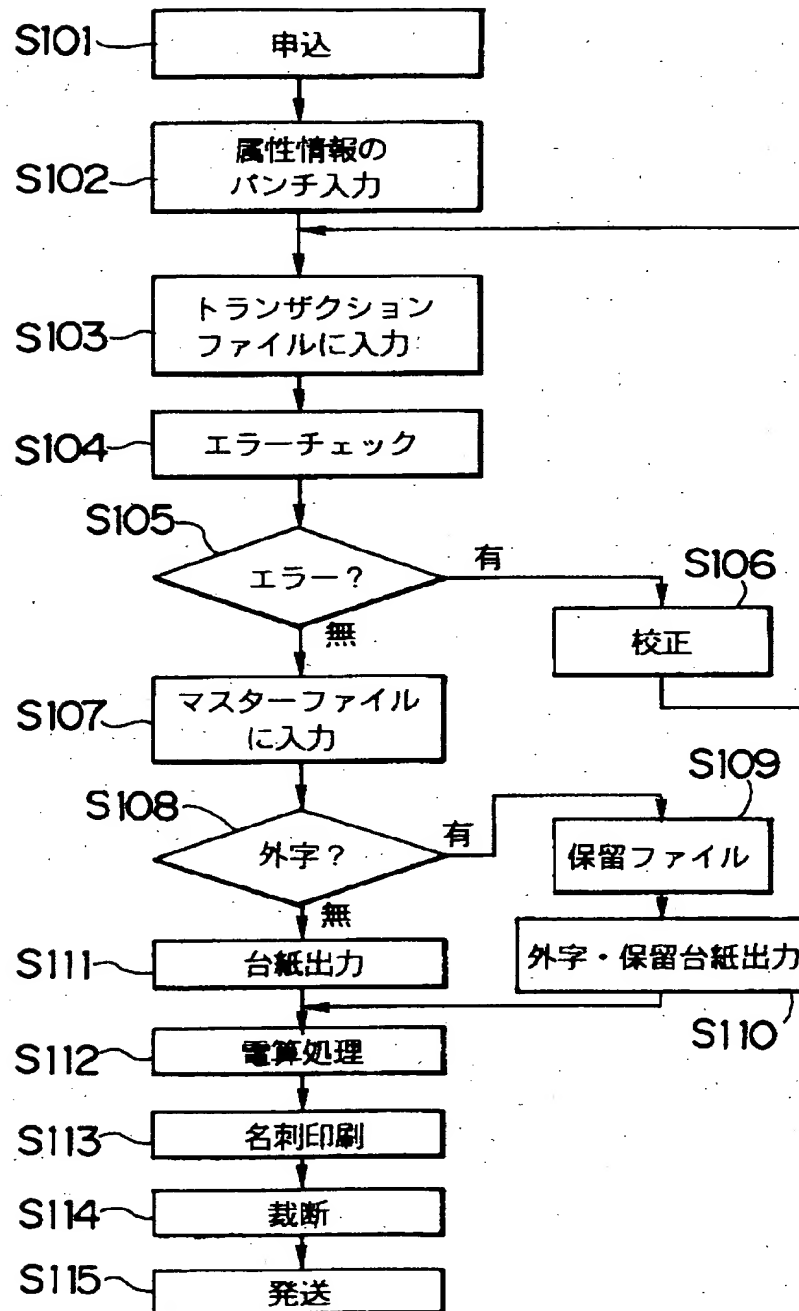 S101
申込
S102
属性情報の
パンチ入力
S103
トランザクション
ファイルに入力
S104
エラーチェック
S105
エラー?
有
無
S106
校正
S107
マスターファイル
に入力
S108
外字?
有
無
S109
保留ファイル
外字・保留台紙出力
S110
S111
台紙出力
S112
電算処理
S113
名刺印刷
S114
裁断
S115
発送